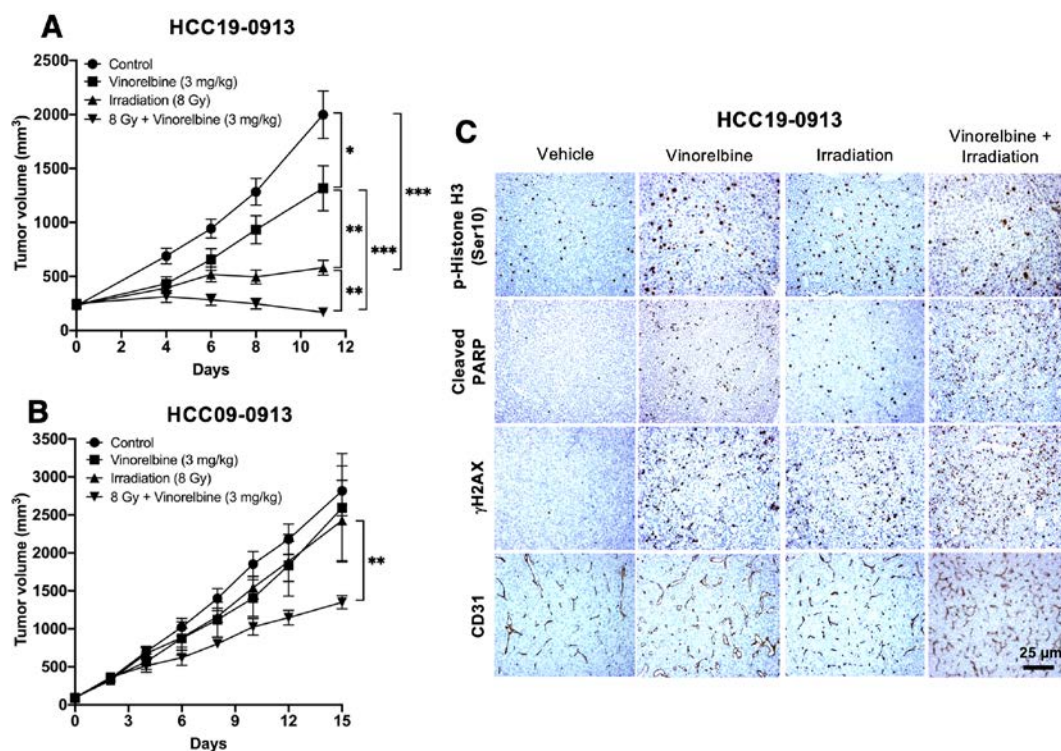 A
HCC19-0913
Control
Vinorelbine (3 mg/kg)
Irradiation (8 Gy)
8 Gy + Vinorelbine (3 mg/kg)
Tumor volume (mm³)
2500
2000
1500
1000
500
0
0 2 4 6 8 10 12
Days
*
**
**
***
***
B
HCC09-0913
Control
Vinorelbine (3 mg/kg)
Irradiation (8 Gy)
8 Gy + Vinorelbine (3 mg/kg)
Tumor volume (mm³)
3500
3000
2500
2000
1500
1000
500
0
0 3 6 9 12 15
Days
**
C
HCC19-0913
Vehicle
Vinorelbine
Irradiation
Vinorelbine +
Irradiation
p-Histone H3
(Ser10)
Cleaved
PARP
γH2AX
CD31
25 μm